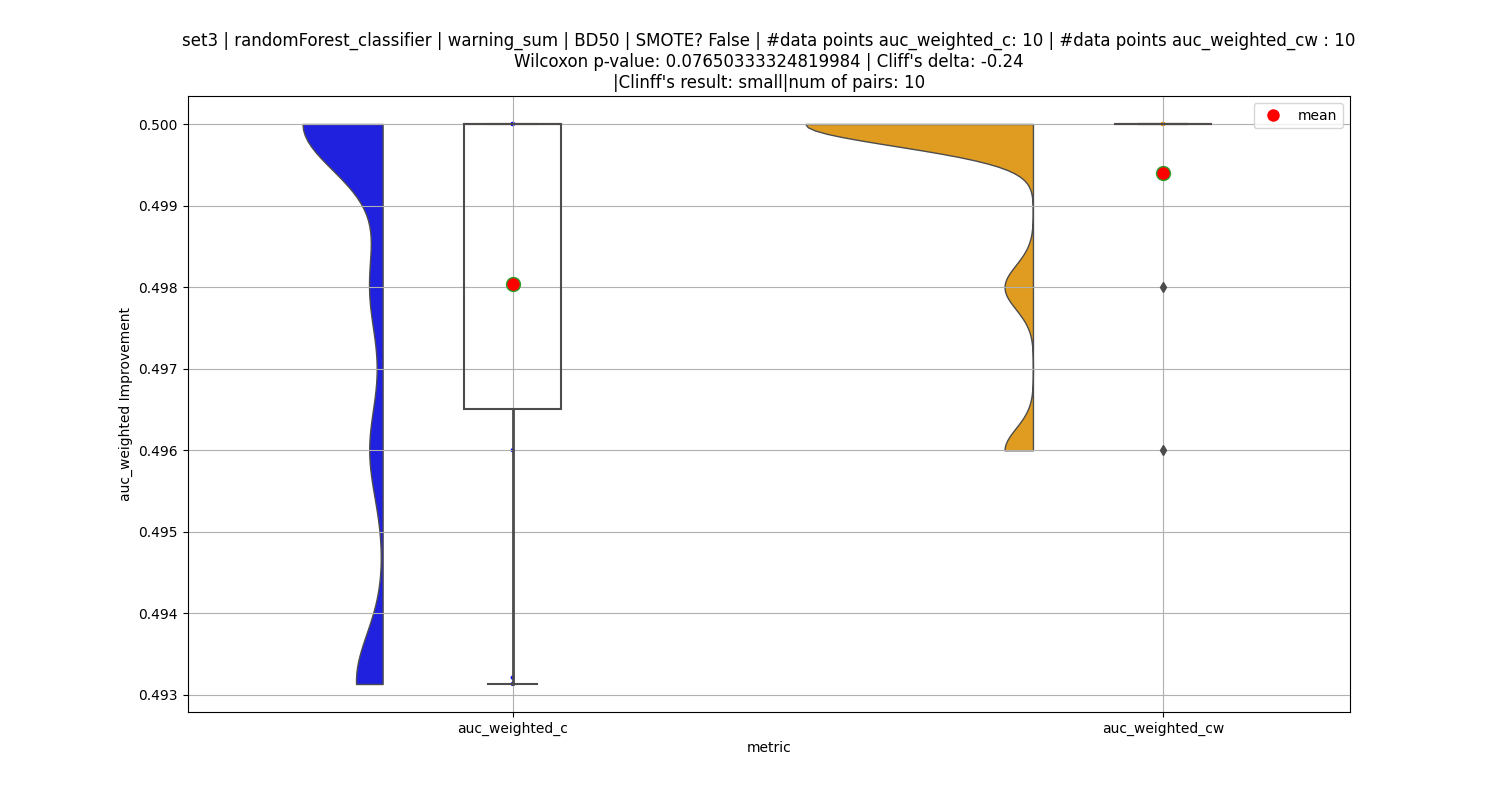 set3 | randomForest_classifier | warning_sum | BD50 | SMOTE? False | #data points auc_weighted_c: 10 | #data points auc_weighted_cw : 10
Wilcoxon p-value: 0.07650333324819984 | Cliff's delta: -0.24
|Clinff's result: small|num of pairs: 10
mean
0.500
0.499
0.498
0.497
0.496
0.495
0.494
0.493
auc_weighted Improvement
auc_weighted_c
auc_weighted_cw
metric